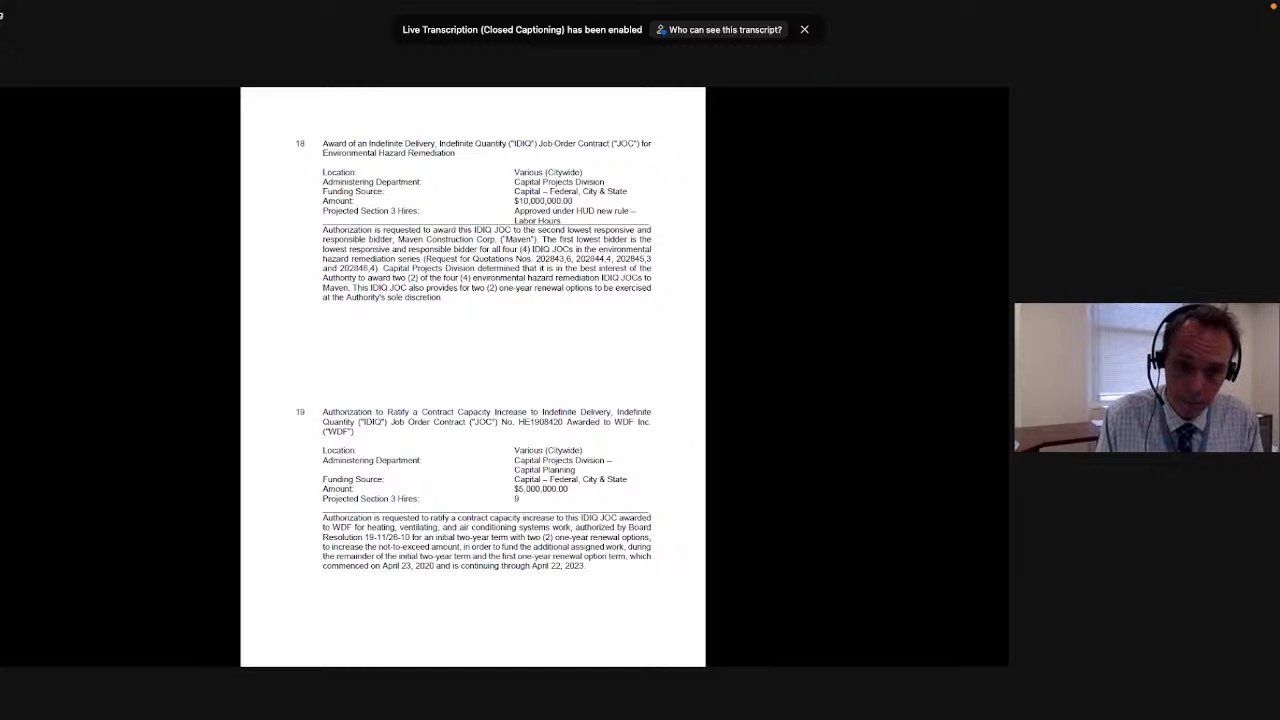 g
Live Transcription (Closed Captioning) has been enabled
Who can see this transcript?
18
Award of an Indefinite Delivery, Indefinite Quantity ("IDIQ") Job Order Contract ("JOC") for
Environmental Hazard Remediation
Location: Various (Citywide)
Administering Department: Capital Projects Division
Funding Source: Capital – Federal, City & State
Amount: $10,000,000.00
Projected Section 3 Hires: Approved under HUD new rule –
Labor Hours
Authorization is requested to award this IDIQ JOC to the second lowest responsive and
responsible bidder, Maven Construction Corp. ("Maven"). The first lowest bidder is the
lowest responsive and responsible bidder for all four (4) IDIQ JOCs in the environmental
hazard remediation series (Request for Quotations Nos. 202843,6, 202844,4, 202845,3
and 202846,4). Capital Projects Division determined that it is in the best interest of the
Authority to award two (2) of the four (4) environmental hazard remediation IDIQ JOCs to
Maven. This IDIQ JOC also provides for two (2) one-year renewal options to be exercised
at the Authority's sole discretion.
19
Authorization to Ratify a Contract Capacity Increase to Indefinite Delivery, Indefinite
Quantity ("IDIQ") Job Order Contract ("JOC") No. HE1908420 Awarded to WDF Inc.
("WDF")
Location: Various (Citywide)
Administering Department: Capital Projects Division –
Capital Planning
Funding Source: Capital – Federal, City & State
Amount: $5,000,000.00
Projected Section 3 Hires: 9
Authorization is requested to ratify a contract capacity increase to this IDIQ JOC awarded
to WDF for heating, ventilating, and air conditioning systems work, authorized by Board
Resolution 19-11/26-10 for an initial two-year term with two (2) one-year renewal options,
to increase the not-to-exceed amount, in order to fund the additional assigned work, during
the remainder of the initial two-year term and the first one-year renewal option term, which
commenced on April 23, 2020 and is continuing through April 22, 2023.